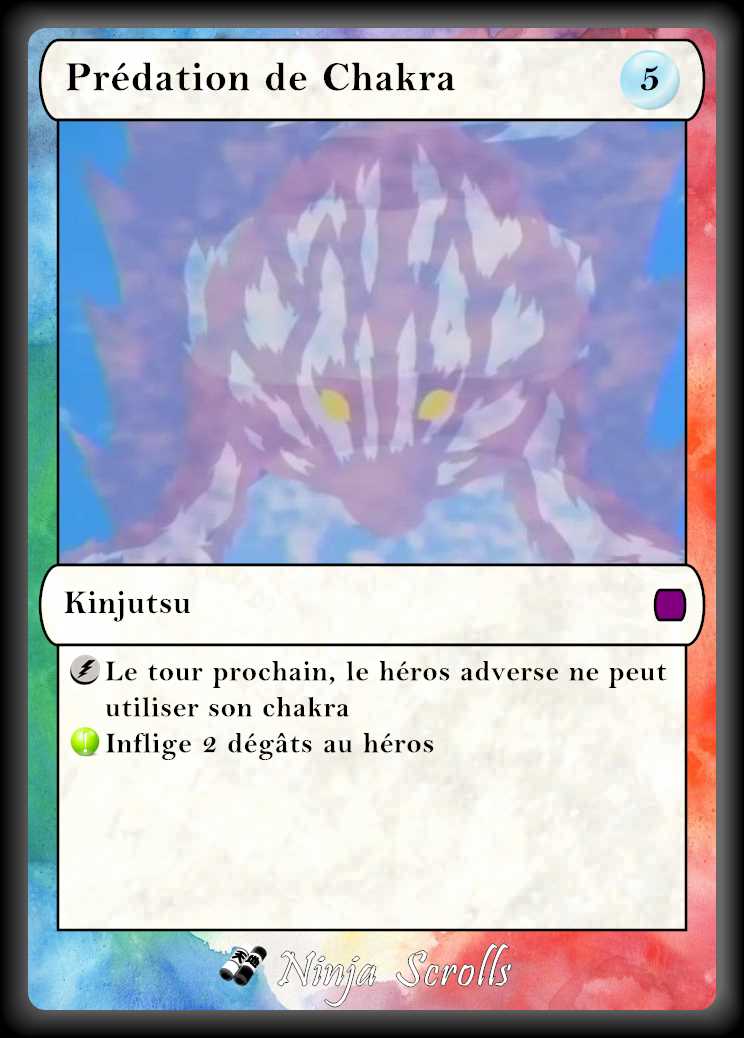 Prédation de Chakra
5
Kinjutsu
Le tour prochain, le héros adverse ne peut
utiliser son chakra
Inflige 2 dégâts au héros
Ninja Scrolls